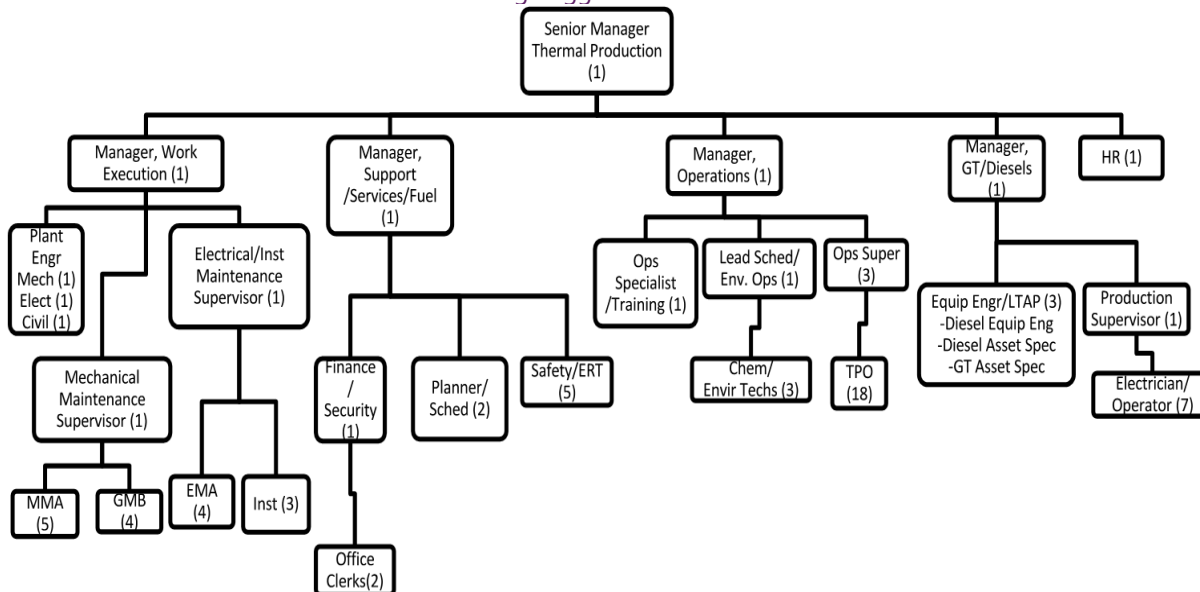 Senior Manager
Thermal Production
(1)
Manager, Work
Execution (1)
Manager,
Support
/Services/Fuel
(1)
Manager,
Operations (1)
Manager,
GT/Diesels
(1)
HR (1)
Plant
Engr
Mech (1)
Elect (1)
Civil (1)
Electrical/Inst
Maintenance
Supervisor (1)
Ops
Specialist
/Training (1)
Lead Sched/
Env. Ops (1)
Ops Super
(3)
Equip Engr/LTAP (3)
-Diesel Equip Eng
-Diesel Asset Spec
-GT Asset Spec
Production
Supervisor (1)
Mechanical
Maintenance
Supervisor (1)
Finance
/
Security
(1)
Planner/
Sched (2)
Safety/ERT
(5)
Chem/
Envir Techs (3)
TPO
(18)
Electrician/
Operator (7)
MMA
(5)
GMB
(4)
EMA
(4)
Inst (3)
Office
Clerks(2)